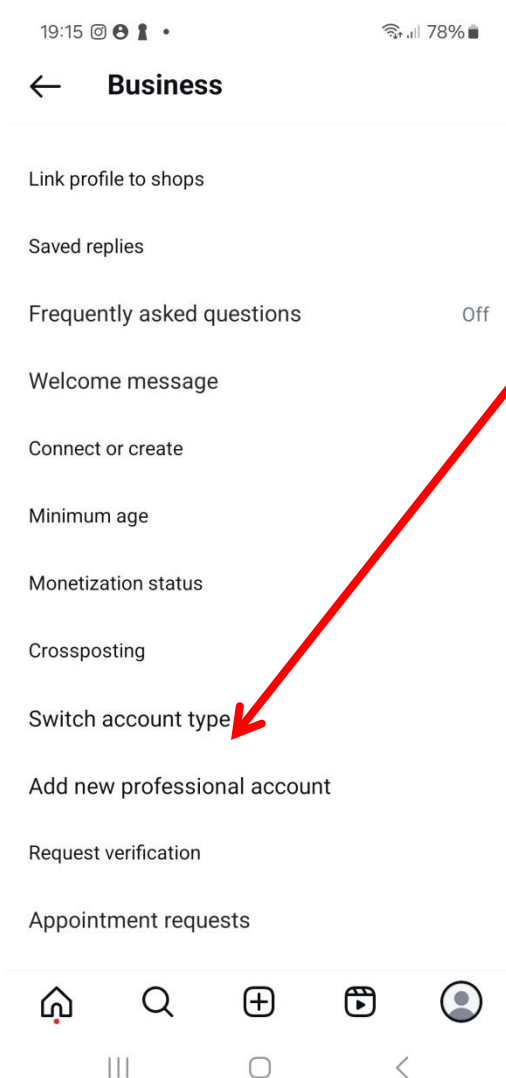 19:15 78%
Business
Link profile to shops
Saved replies
Frequently asked questions Off
Welcome message
Connect or create
Minimum age
Monetization status
Crossposting
Switch account type
Add new professional account
Request verification
Appointment requests